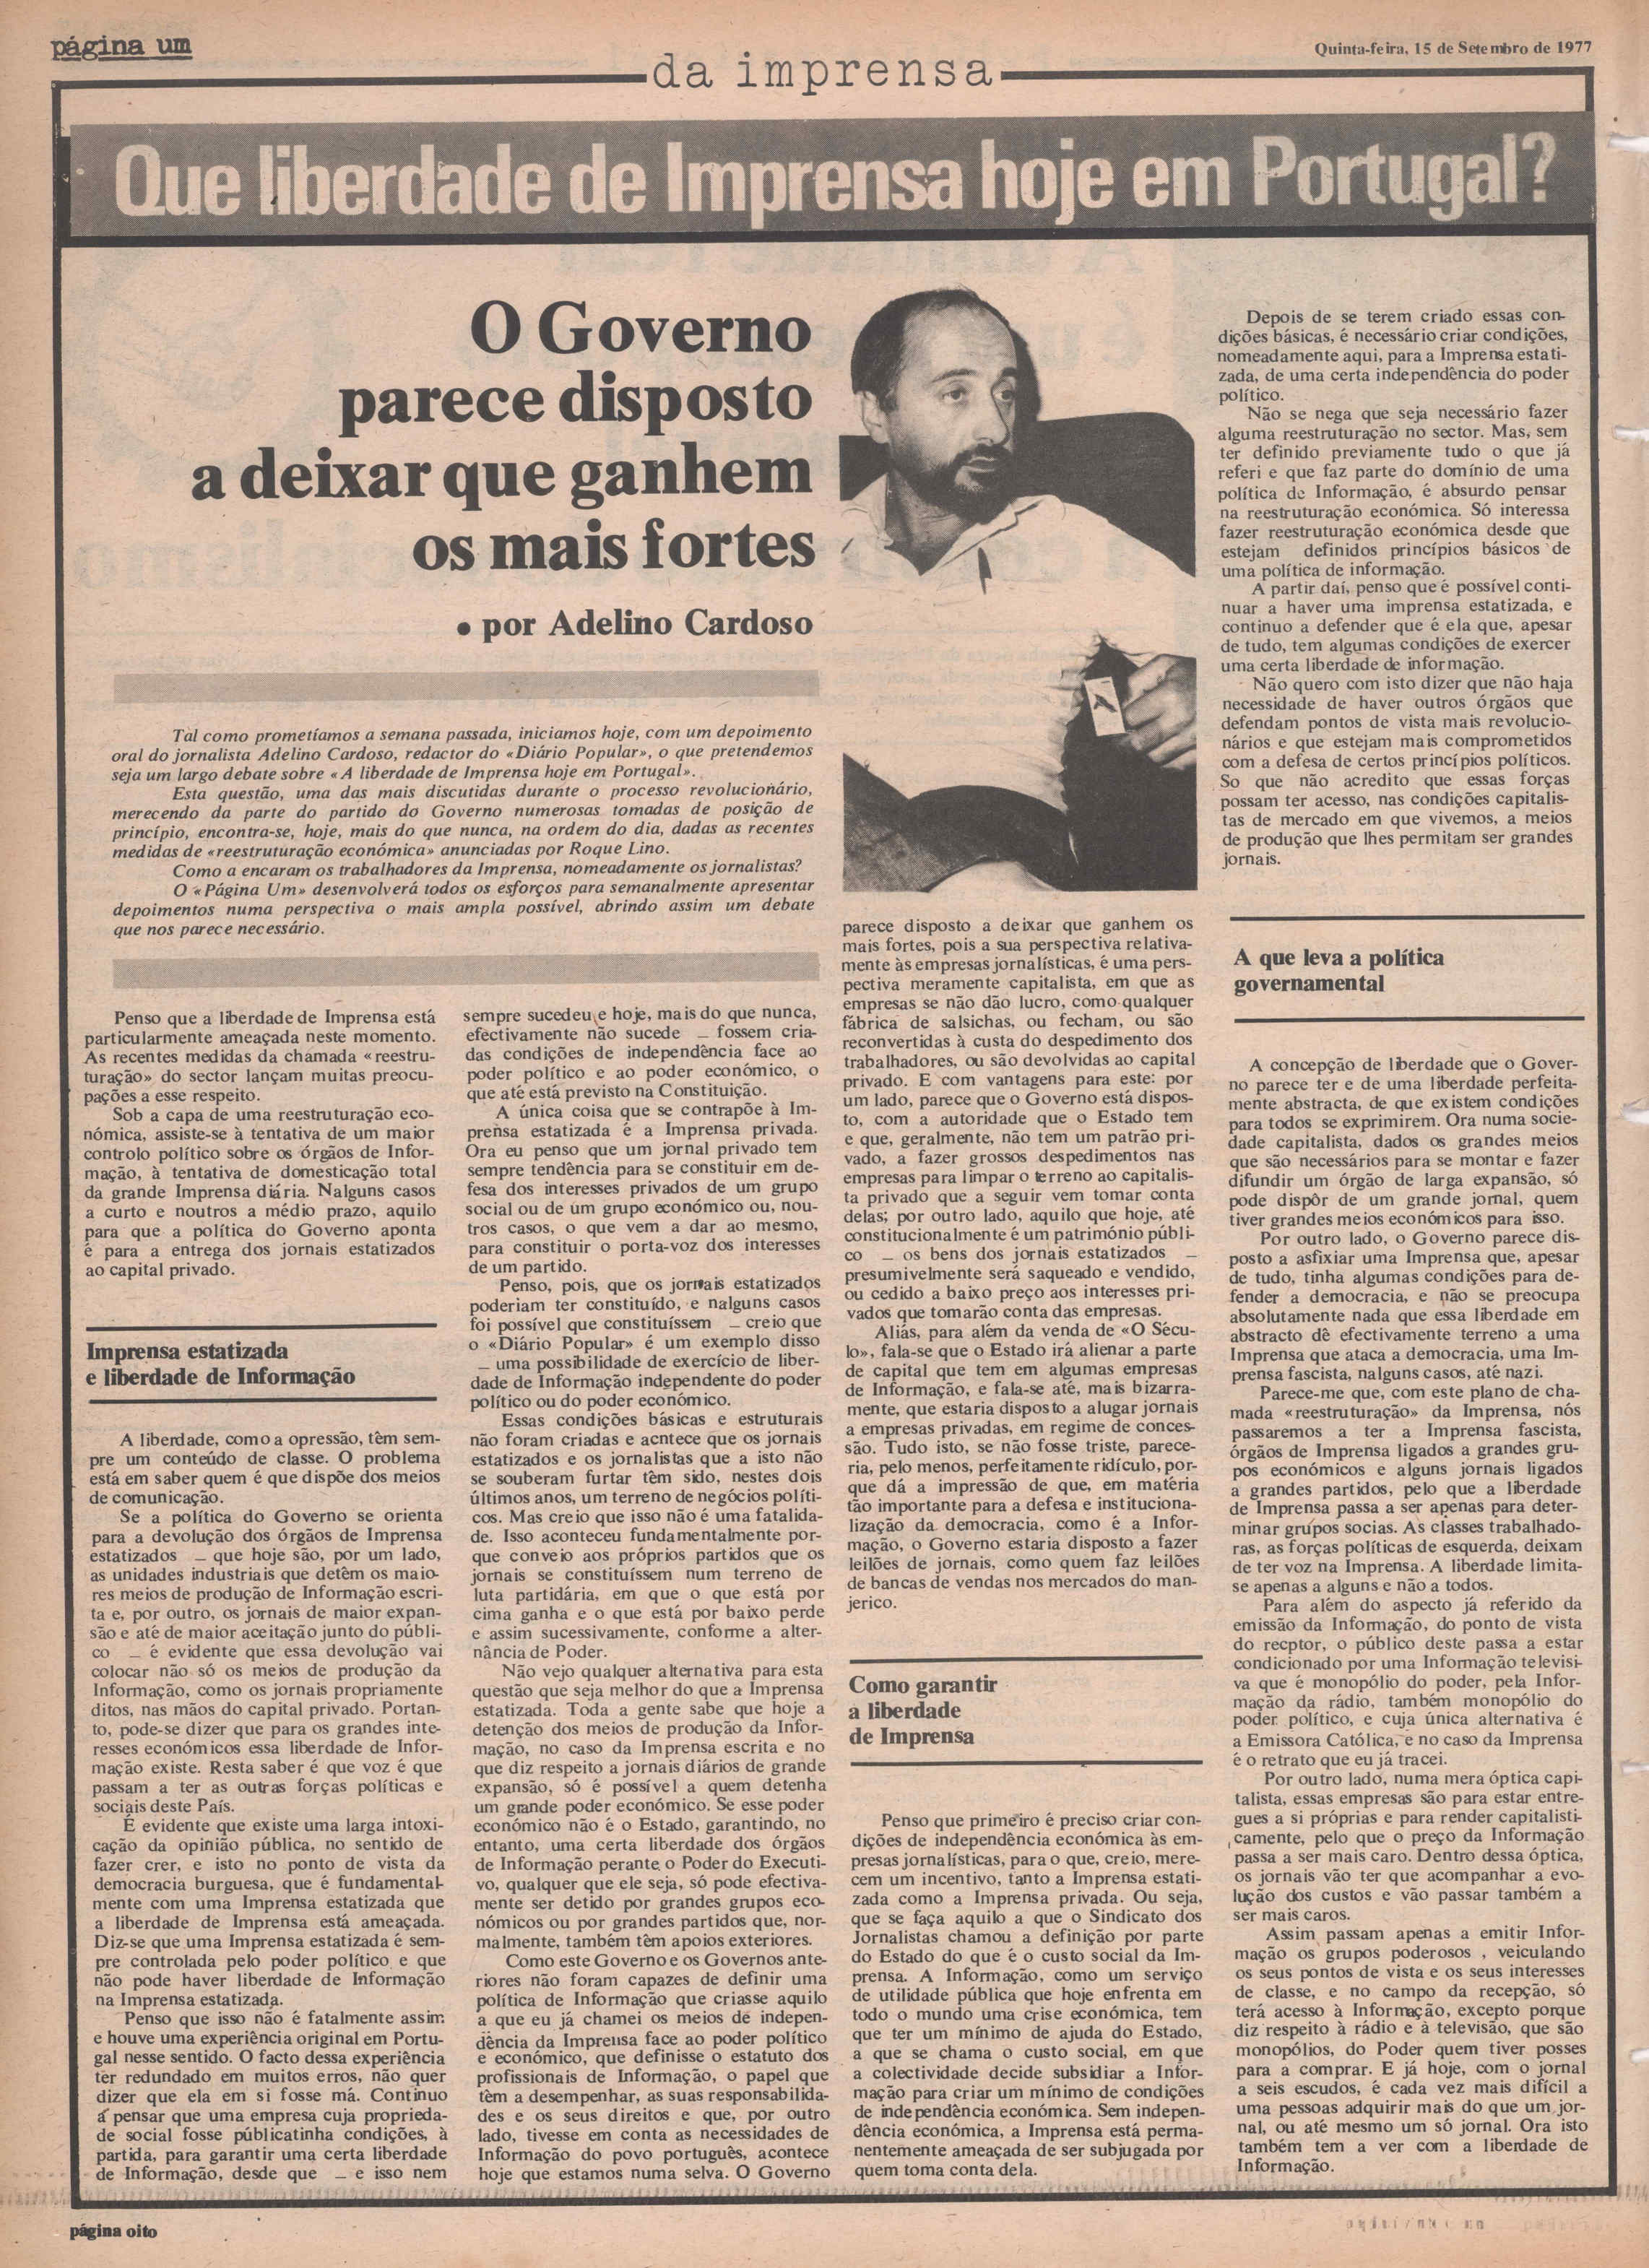 página um
Quinta-feira, 15 de Setembro de 1977
da imprensa
Que liberdade de Imprensa hoje em Portugal?
O Governo
parece disposto
a deixar que ganhem
os mais fortes
• por Adelino Cardoso
Tal como prometíamos a semana passada, iniciamos hoje, com um depoimento
oral do jornalista Adelino Cardoso, redactor do «Diário Popular», o que pretendemos
seja um largo debate sobre «A liberdade de Imprensa hoje em Portugal».
Esta questão, uma das mais discutidas durante o processo revolucionário,
merecendo da parte do partido do Governo numerosas tomadas de posição de
princípio, encontra-se, hoje, mais do que nunca, na ordem do dia, dadas as recentes
medidas de «reestruturação económica» anunciadas por Roque Lino.
Como a encaram os trabalhadores da Imprensa, nomeadamente os jornalistas?
O «Página Um» desenvolverá todos os esforços para semanalmente apresentar
depoimentos numa perspectiva o mais ampla possível, abrindo assim um debate
que nos parece necessário.
Penso que a liberdade de Imprensa está
particularmente ameaçada neste momento.
As recentes medidas da chamada «reestru-
turação» do sector lançam muitas preocu-
pações a esse respeito.
Sob a capa de uma reestruturação eco-
nómica, assiste-se à tentativa de um maior
controlo político sobre os órgãos de Infor-
mação, à tentativa de domesticação total
da grande Imprensa diária. Nalguns casos
a curto e noutros a médio prazo, aquilo
para que a política do Governo aponta
é para a entrega dos jornais estatizados
ao capital privado.
Imprensa estatizada
e liberdade de Informação
A liberdade, como a opressão, têm sem-
pre um conteúdo de classe. O problema
está em saber quem é que dispõe dos meios
de comunicação.
Se a política do Governo se orienta
para a devolução dos órgãos de Imprensa
estatizados — que hoje são, por um lado,
as unidades industriais que detêm os maio-
res meios de produção de Informação escri-
ta e, por outro, os jornais de maior expan-
são e até de maior aceitação junto do públi-
co — é evidente que essa devolução vai
colocar não só os meios de produção da
Informação, como os jornais propriamente
ditos, nas mãos do capital privado. Portan-
to, pode-se dizer que para os grandes inte-
resses económicos essa liberdade de Infor-
mação existe. Resta saber é que voz é que
passam a ter as outras forças políticas e
sociais deste País.
É evidente que existe uma larga intoxi-
cação da opinião pública, no sentido de
fazer crer, e isto no ponto de vista da
democracia burguesa, que é fundamental-
mente com uma Imprensa estatizada que
a liberdade de Imprensa está ameaçada.
Diz-se que uma Imprensa estatizada é sem-
pre controlada pelo poder político e que
não pode haver liberdade de Informação
na Imprensa estatizada.
Penso que isso não é fatalmente assim
e houve uma experiência original em Portu-
gal nesse sentido. O facto dessa experiência
ter redundado em muitos erros, não quer
dizer que ela em si fosse má. Continuo
a pensar que uma empresa cuja proprieda-
de social fosse públicatinha condições, à
partida, para garantir uma certa liberdade
de Informação, desde que — e isso nem
sempre sucedeu e hoje, mais do que nunca,
efectivamente não sucede — fossem cria-
das condições de independência face ao
poder político e ao poder económico, o
que até está previsto na Constituição.
A única coisa que se contrapõe à Im-
prensa estatizada é a Imprensa privada.
Ora eu penso que um jornal privado tem
sempre tendência para se constituir em de-
fesa dos interesses privados de um grupo
social ou de um grupo económico ou, nou-
tros casos, o que vem a dar ao mesmo,
para constituir o porta-voz dos interesses
de um partido.
Penso, pois, que os jornais estatizados
poderiam ter constituído, e nalguns casos
foi possível que constituíssem — creio que
o «Diário Popular» é um exemplo disso
— uma possibilidade de exercício de liber-
dade de Informação independente do poder
político ou do poder económico.
Essas condições básicas e estruturais
não foram criadas e acntece que os jornais
estatizados e os jornalistas que a isto não
se souberam furtar têm sido, nestes dois
últimos anos, um terreno de negócios políti-
cos. Mas creio que isso não é uma fatalida-
de. Isso aconteceu fundamentalmente por-
que conveio aos próprios partidos que os
jornais se constituíssem num terreno de
luta partidária, em que o que está por
cima ganha e o que está por baixo perde
e assim sucessivamente, conforme a alter-
nância de Poder.
Não vejo qualquer alternativa para esta
questão que seja melhor do que a Imprensa
estatizada. Toda a gente sabe que hoje a
detenção dos meios de produção da Infor-
mação, no caso da Imprensa escrita e no
que diz respeito a jornais diários de grande
expansão, só é possível a quem detenha
um grande poder económico. Se esse poder
económico não é o Estado, garantindo, no
entanto, uma certa liberdade dos órgãos
de Informação perante o Poder do Executi-
vo, qualquer que ele seja, só pode efectiva-
mente ser detido por grandes grupos eco-
nómicos ou por grandes partidos que, nor-
malmente, também têm apoios exteriores.
Como este Governo e os Governos ante-
riores não foram capazes de definir uma
política de Informação que criasse aquilo
a que eu já chamei os meios de indepen-
dência da Imprensa face ao poder político
e económico, que definisse o estatuto dos
profissionais de Informação, o papel que
têm a desempenhar, as suas responsabilida-
des e os seus direitos e que, por outro
lado, tivesse em conta as necessidades de
Informação do povo português, acontece
hoje que estamos numa selva. O Governo
parece disposto a deixar que ganhem os
mais fortes, pois a sua perspectiva relativa-
mente às empresas jornalísticas, é uma pers-
pectiva meramente capitalista, em que as
empresas se não dão lucro, como qualquer
fábrica de salsichas, ou fecham, ou são
reconvertidas à custa do despedimento dos
trabalhadores, ou são devolvidas ao capital
privado. E com vantagens para este: por
um lado, parece que o Governo está dispos-
to, com a autoridade que o Estado tem
e que, geralmente, não tem um patrão pri-
vado, a fazer grossos despedimentos nas
empresas para limpar o terreno ao capitalis-
ta privado que a seguir vem tomar conta
delas; por outro lado, aquilo que hoje, até
constitucionalmente é um património públi-
co — os bens dos jornais estatizados —
presumivelmente será saqueado e vendido,
ou cedido a baixo preço aos interesses pri-
vados que tomarão conta das empresas.
Aliás, para além da venda de «O Sécu-
lo», fala-se que o Estado irá alienar a parte
de capital que tem em algumas empresas
de Informação, e fala-se até, mais bizarra-
mente, que estaria disposto a alugar jornais
a empresas privadas, em regime de conces-
são. Tudo isto, se não fosse triste, parece-
ria, pelo menos, perfeitamente ridículo, por-
que dá a impressão de que, em matéria
tão importante para a defesa e instituciona-
lização da democracia, como é a Infor-
mação, o Governo estaria disposto a fazer
leilões de jornais, como quem faz leilões
de bancas de vendas nos mercados do man-
jerico.
Como garantir
a liberdade
de Imprensa
Penso que primeiro é preciso criar con-
dições de independência económica às em-
presas jornalísticas, para o que, creio, mere-
cem um incentivo, tanto a Imprensa estati-
zada como a Imprensa privada. Ou seja,
que se faça aquilo a que o Sindicato dos
Jornalistas chamou a definição por parte
do Estado do que é o custo social da Im-
prensa. A Informação, como um serviço
de utilidade pública que hoje enfrenta em
todo o mundo uma crise económica, tem
que ter um mínimo de ajuda do Estado,
a que se chama o custo social, em que
a colectividade decide subsidiar a Infor-
mação para criar um mínimo de condições
de independência económica. Sem indepen-
dência económica, a Imprensa está perma-
nentemente ameaçada de ser subjugada por
quem toma conta dela.
Depois de se terem criado essas con-
dições básicas, é necessário criar condições,
nomeadamente aqui, para a Imprensa estati-
zada, de uma certa independência do poder
político.
Não se nega que seja necessário fazer
alguma reestruturação no sector. Mas, sem
ter definido previamente tudo o que já
referi e que faz parte do domínio de uma
política de Informação, é absurdo pensar
na reestruturação económica. Só interessa
fazer reestruturação económica desde que
estejam definidos princípios básicos de
uma política de informação.
A partir daí, penso que é possível conti-
nuar a haver uma imprensa estatizada, e
continuo a defender que é ela que, apesar
de tudo, tem algumas condições de exercer
uma certa liberdade de informação.
Não quero com isto dizer que não haja
necessidade de haver outros órgãos que
defendam pontos de vista mais revolucio-
nários e que estejam mais comprometidos
com a defesa de certos princípios políticos.
So que não acredito que essas forças
possam ter acesso, nas condições capitalis-
tas de mercado em que vivemos, a meios
de produção que lhes permitam ser grandes
jornais.
A que leva a política
governamental
A concepção de liberdade que o Gover-
no parece ter e de uma liberdade perfeita-
mente abstracta, de que existem condições
para todos se exprimirem. Ora numa socie-
dade capitalista, dados os grandes meios
que são necessários para se montar e fazer
difundir um órgão de larga expansão, só
pode dispôr de um grande jornal, quem
tiver grandes meios económicos para isso.
Por outro lado, o Governo parece dis-
posto a asfixiar uma Imprensa que, apesar
de tudo, tinha algumas condições para de-
fender a democracia, e não se preocupa
absolutamente nada que essa liberdade em
abstracto dê efectivamente terreno a uma
Imprensa que ataca a democracia, uma Im-
prensa fascista, nalguns casos, até nazi.
Parece-me que, com este plano de cha-
mada «reestruturação» da Imprensa, nós
passaremos a ter a Imprensa fascista,
órgãos de Imprensa ligados a grandes gru-
pos económicos e alguns jornais ligados
a grandes partidos, pelo que a liberdade
de Imprensa passa a ser apenas para deter-
minar grupos socias. As classes trabalhado-
ras, as forças políticas de esquerda, deixam
de ter voz na Imprensa. A liberdade limita-
se apenas a alguns e não a todos.
Para além do aspecto já referido da
emissão da Informação, do ponto de vista
do recptor, o público deste passa a estar
condicionado por uma Informação televisi-
va que é monopólio do poder, pela Infor-
mação da rádio, também monopólio do
poder político, e cuja única alternativa é
a Emissora Católica, e no caso da Imprensa
é o retrato que eu já tracei.
Por outro lado, numa mera óptica capi-
talista, essas empresas são para estar entre-
gues a si próprias e para render capitalisti-
camente, pelo que o preço da Informação
passa a ser mais caro. Dentro dessa óptica,
os jornais vão ter que acompanhar a evo-
lução dos custos e vão passar também a
ser mais caros.
Assim passam apenas a emitir Infor-
mação os grupos poderosos , veiculando
os seus pontos de vista e os seus interesses
de classe, e no campo da recepção, só
terá acesso à Informação, excepto porque
diz respeito à rádio e à televisão, que são
monopólios, do Poder quem tiver posses
para a comprar. E já hoje, com o jornal
a seis escudos, é cada vez mais difícil a
uma pessoas adquirir mais do que um jor-
nal, ou até mesmo um só jornal. Ora isto
também tem a ver com a liberdade de
Informação.
página oito